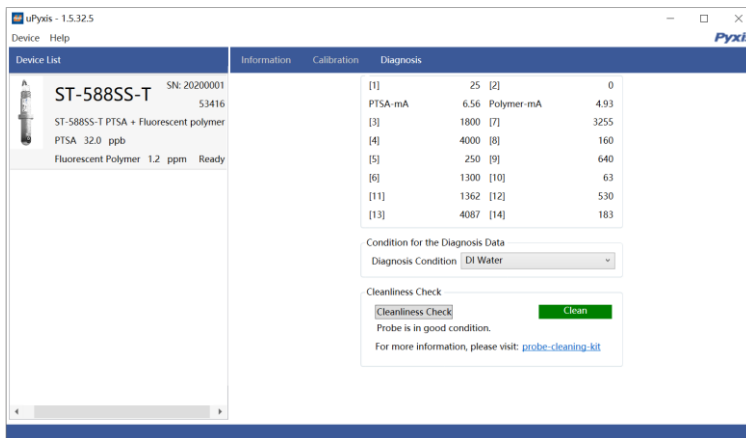 uPyxis - 1.5.32.5
Device Help
Pyxis
Device List
Information Calibration Diagnosis
ST-588SS-T
SN: 20200001
53416
ST-588SS-T PTSA + Fluorescent polymer
PTSA 32.0 ppb
Fluorescent Polymer 1.2 ppm Ready
[1] 25 [2] 0
PTSA-mA 6.56 Polymer-mA 4.93
[3] 1800 [7] 3255
[4] 4000 [8] 160
[5] 250 [9] 640
[6] 1300 [10] 63
[11] 1362 [12] 530
[13] 4087 [14] 183
Condition for the Diagnosis Data
Diagnosis Condition DI Water
Cleanliness Check
Cleanliness Check Clean
Probe is in good condition.
For more information, please visit: probe-cleaning-kit